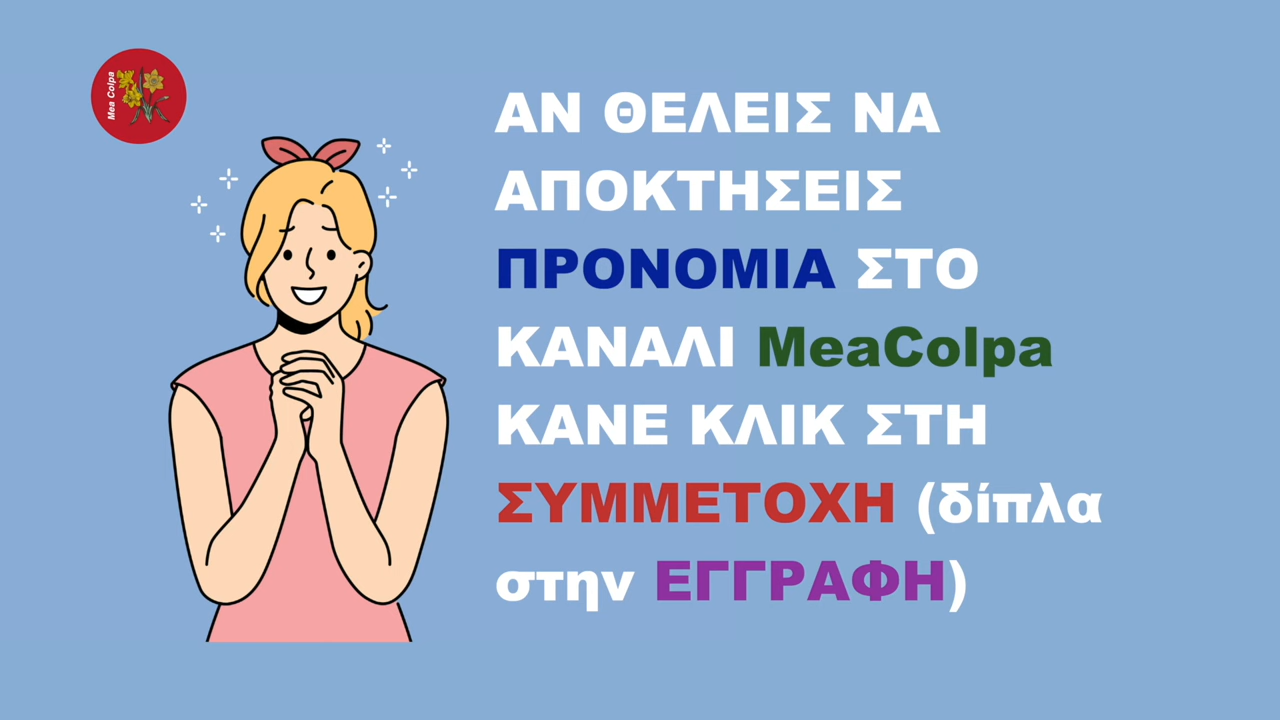 Mea Colpa
ΑΝ ΘΕΛΕΙΣ ΝΑ
ΑΠΟΚΤΗΣΕΙΣ
ΠΡΟΝΟΜΙΑ ΣΤΟ
ΚΑΝΑΛΙ MeaColpa
ΚΑΝΕ ΚΛΙΚ ΣΤΗ
ΣΥΜΜΕΤΟΧΗ (δίπλα
στην ΕΓΓΡΑΦΗ)